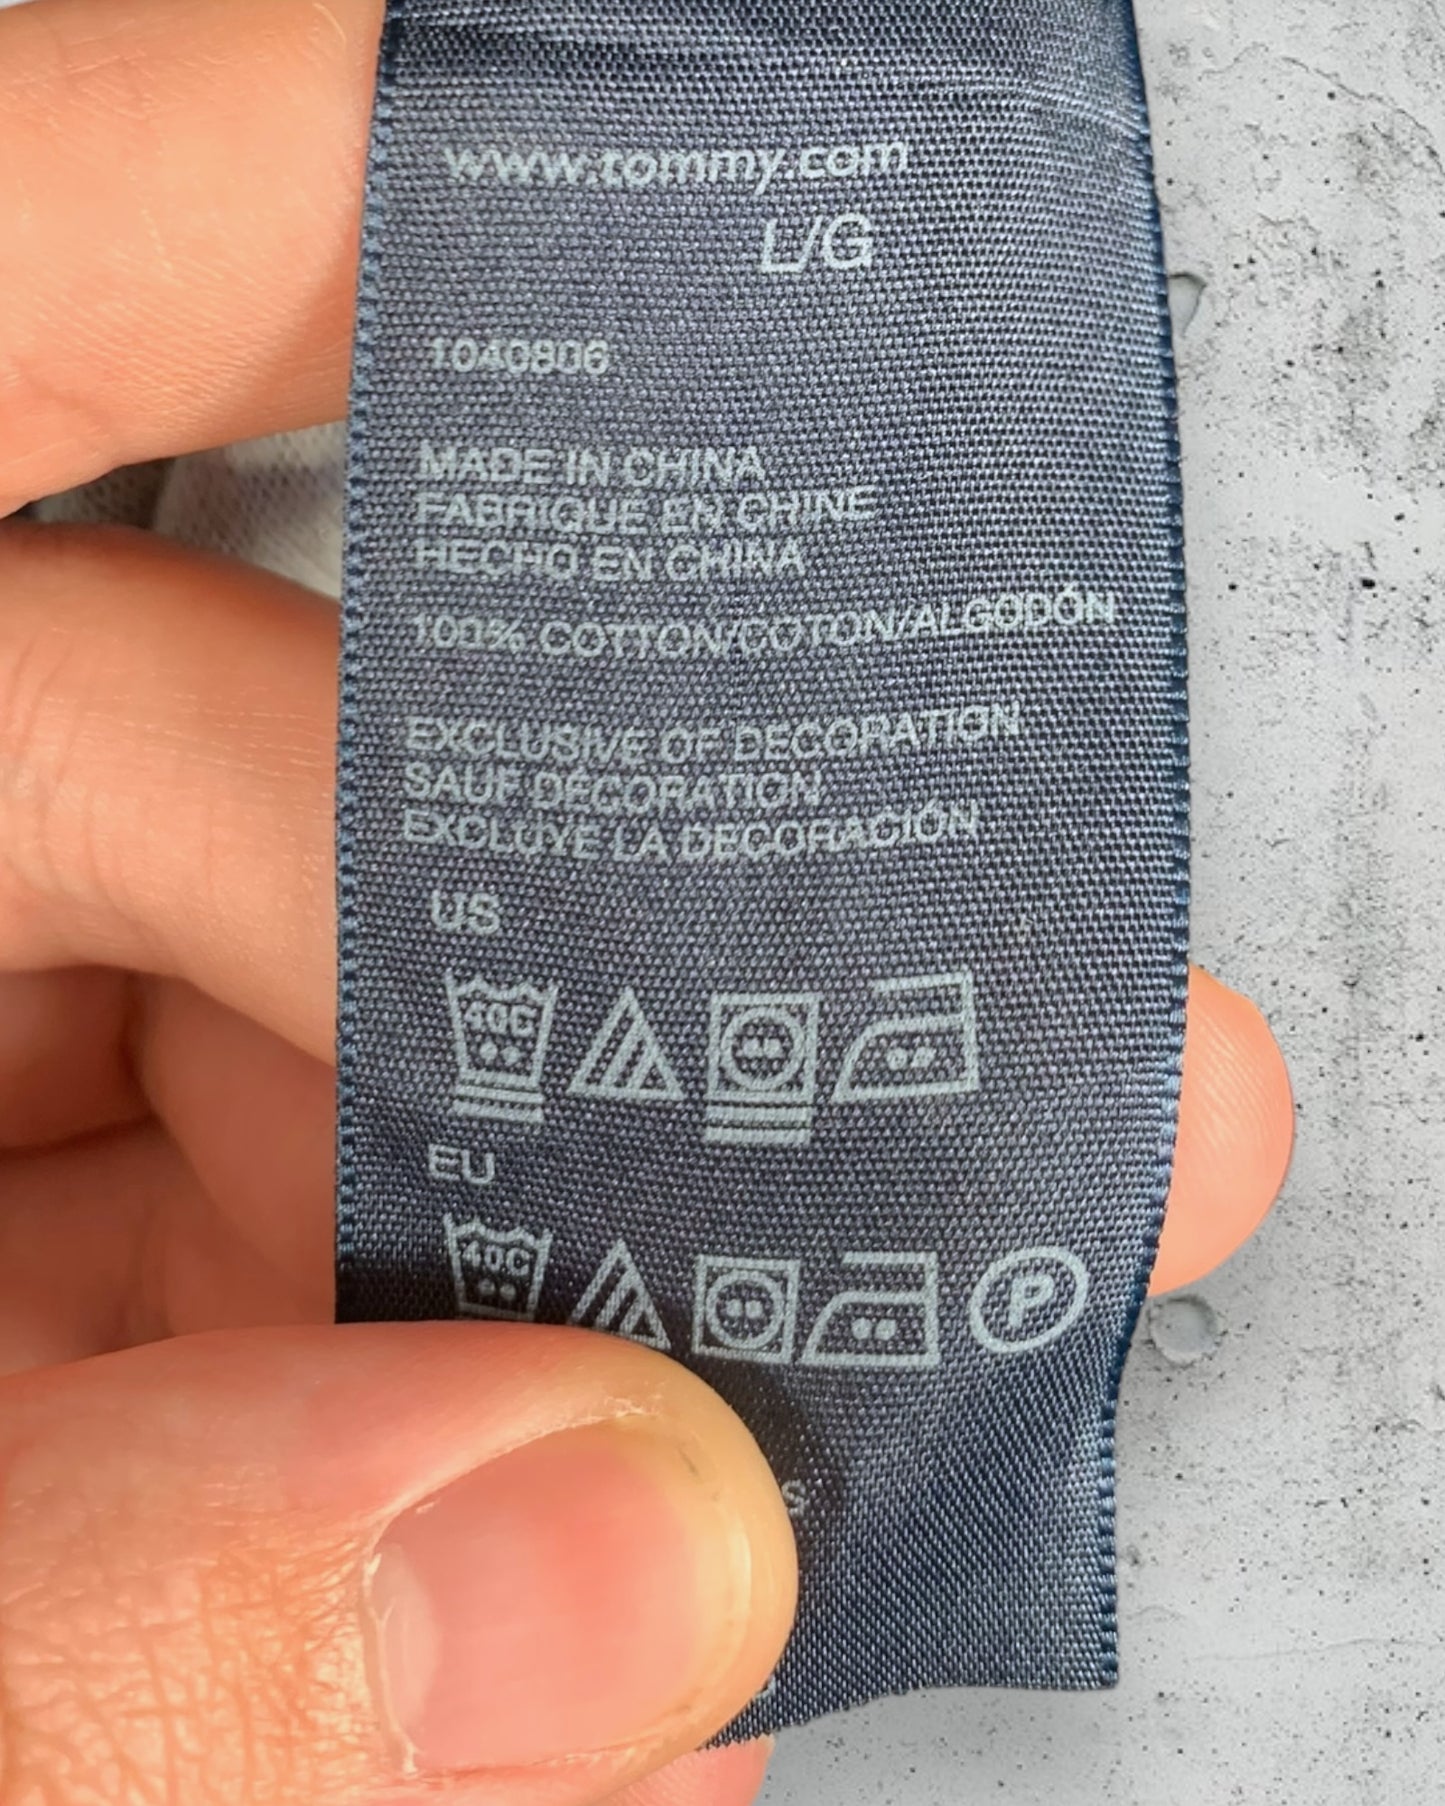 www.tommy.com
L/G
1040806
MADE IN CHINA
FABRIQUÉ EN CHINE
HECHO EN CHINA
100% COTTON/COTON/ALGODÓN
EXCLUSIVE OF DECORATION
SAUF DÉCORATION
EXCLUYE LA DECORACIÓN
US
40C
EU
40C
P
S